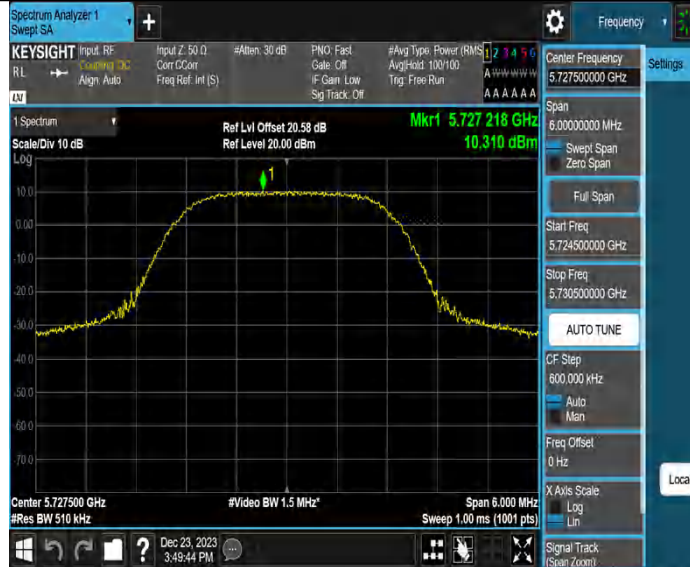 Spectrum Analyzer 1
Swept SA
+
Frequency
KEYSIGHT
RL
Input: RF
Coupling: DC
Align: Auto
Input Z: 50 Ω
Corr CCorr
Freq Ref: Int (S)
#Atten: 30 dB
PNO: Fast
Gate: Off
IF Gain: Low
Sig Track: Off
#Avg Type: Power (RMS
Avg|Hold: 100/100
Trig: Free Run
1 2 3 4 5 6
A W W W W W
A A A A A A
LXI
1 Spectrum
Scale/Div 10 dB
Log
Ref Lvl Offset 20.58 dB
Ref Level 20.00 dBm
Mkr1 5.727 218 GHz
10.310 dBm
1
10.0
0.00
-10.0
-20.0
-30.0
-40.0
-50.0
-60.0
-70.0
Center 5.727500 GHz
#Res BW 510 kHz
#Video BW 1.5 MHz*
Span 6.000 MHz
Sweep 1.00 ms (1001 pts)
?
Dec 23, 2023
3:49:44 PM
Center Frequency
5.727500000 GHz
Span
6.00000000 MHz
Swept Span
Zero Span
Full Span
Start Freq
5.724500000 GHz
Stop Freq
5.730500000 GHz
AUTO TUNE
CF Step
600.000 kHz
Auto
Man
Freq Offset
0 Hz
X Axis Scale
Log
Lin
Signal Track
(Span Zoom)
Settings
Loca